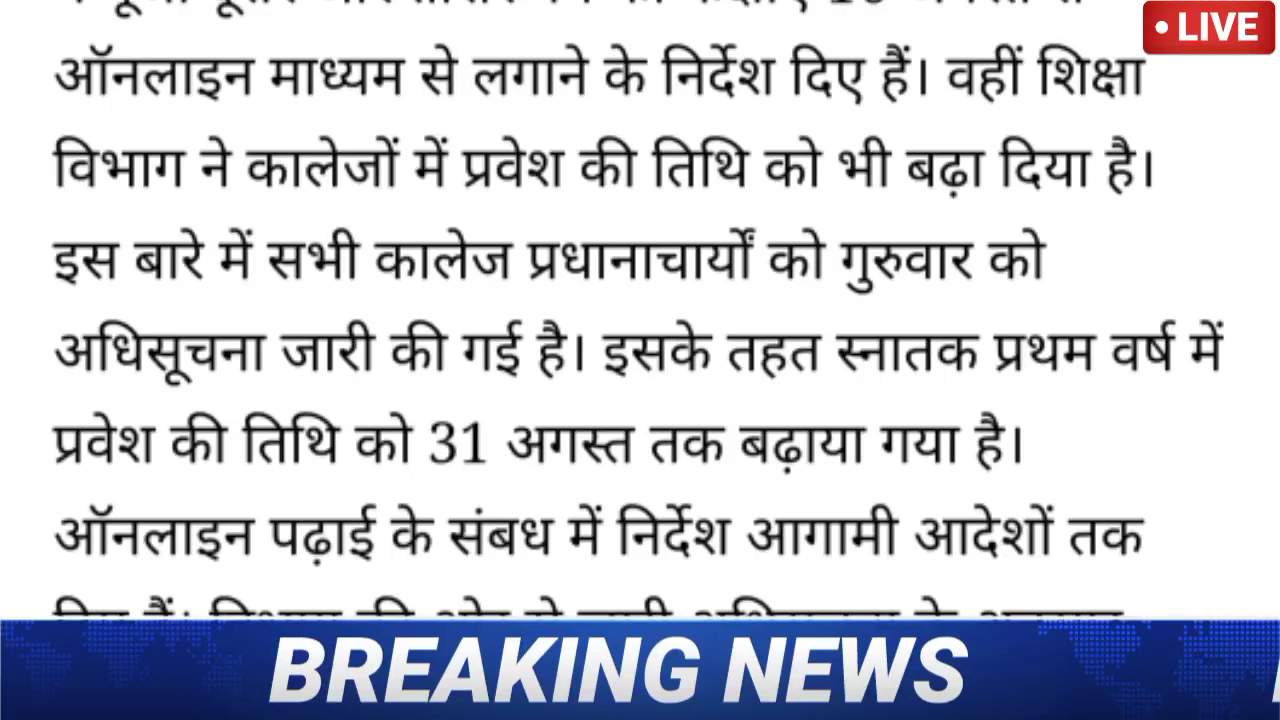 LIVE
ऑनलाइन माध्यम से लगाने के निर्देश दिए हैं। वहीं शिक्षा
विभाग ने कालेजों में प्रवेश की तिथि को भी बढ़ा दिया है।
इस बारे में सभी कालेज प्रधानाचार्यों को गुरुवार को
अधिसूचना जारी की गई है। इसके तहत स्नातक प्रथम वर्ष में
प्रवेश की तिथि को 31 अगस्त तक बढ़ाया गया है।
ऑनलाइन पढ़ाई के संबध में निर्देश आगामी आदेशों तक
BREAKING NEWS